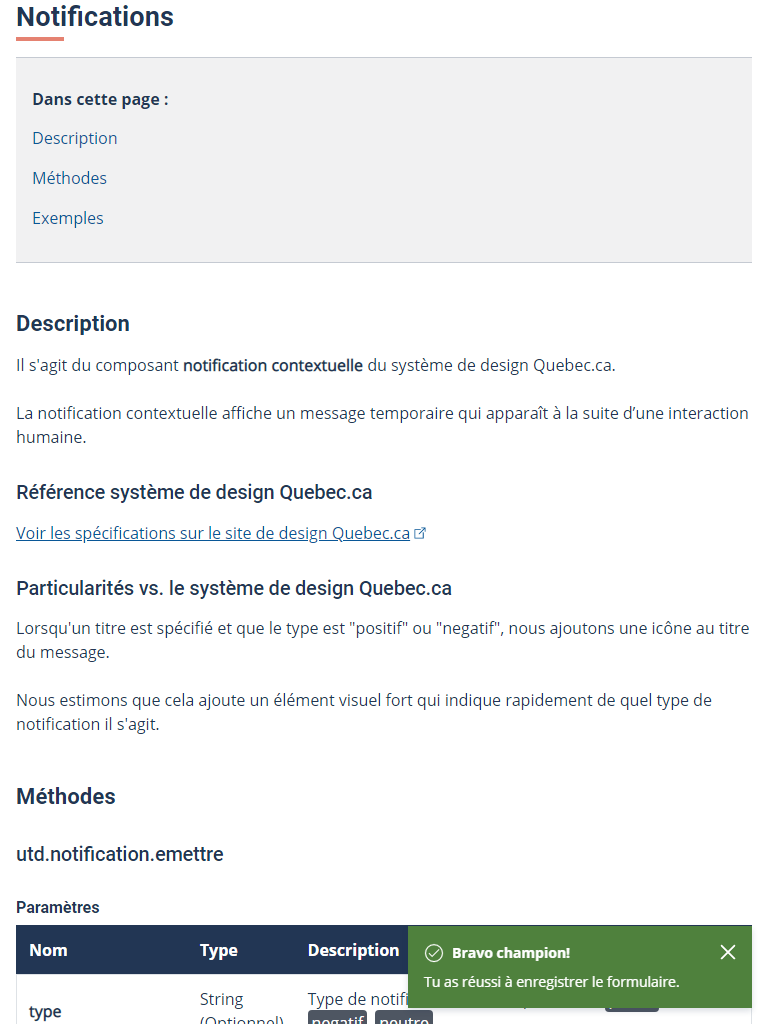 Notifications
Dans cette page :
Description
Méthodes
Exemples
Description
Il s'agit du composant notification contextuelle du système de design Quebec.ca.
La notification contextuelle affiche un message temporaire qui apparaît à la suite d’une interaction
humaine.
Référence système de design Quebec.ca
Voir les spécifications sur le site de design Quebec.ca
Particularités vs. le système de design Quebec.ca
Lorsqu'un titre est spécifié et que le type est "positif" ou "negatif", nous ajoutons une icône au titre
du message.
Nous estimons que cela ajoute un élément visuel fort qui indique rapidement de quel type de
notification il s'agit.
Méthodes
utd.notification.emettre
Paramètres
Nom Type Description
Bravo champion!
Tu as réussi à enregistrer le formulaire.
type
String
(Optionnel)
Type de notifi
negatif neutre